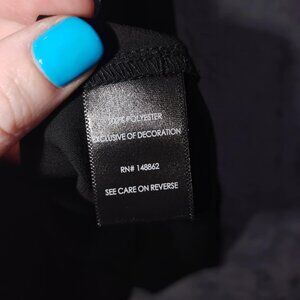 100% POLYESTER
EXCLUSIVE OF DECORATION
RN# 148862
SEE CARE ON REVERSE